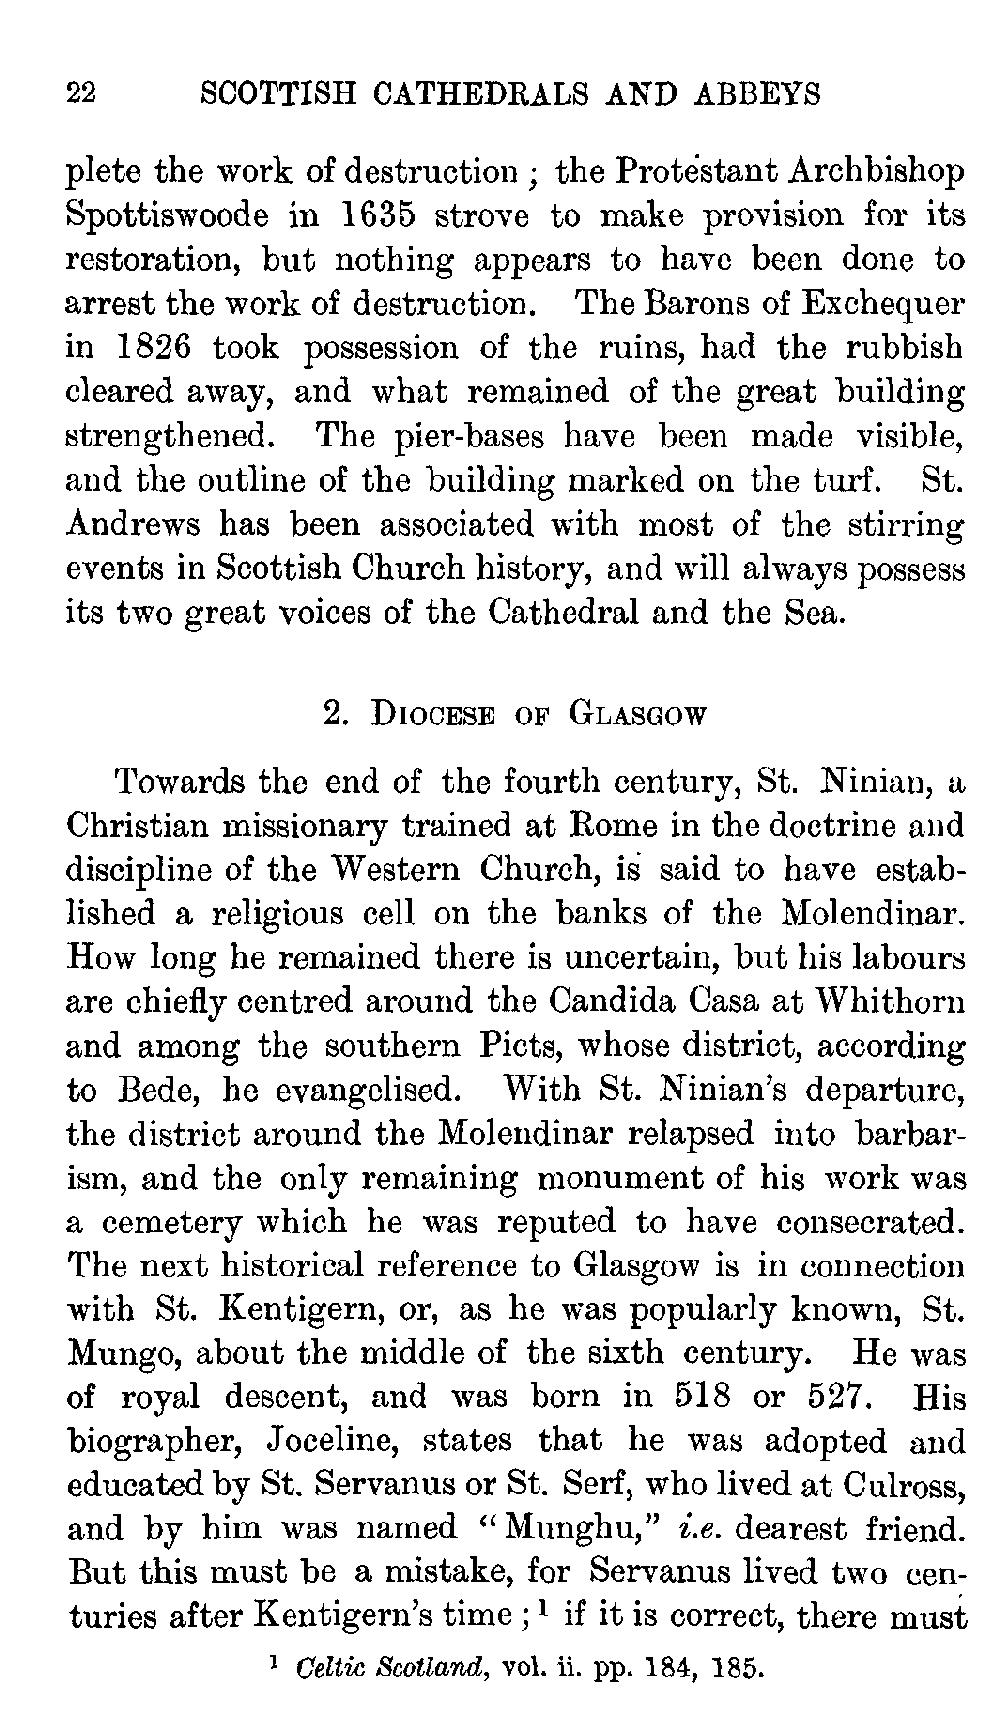 22 SCOTTISH CATHEDRALS AND ABBEYS
plete the work of destruction ; the Protestant Archbishop
Spottiswoode in 1635 strove to make provision for its
restoration, but nothing appears to have been done to
arrest the work of destruction. The Barons of Exchequer
in 1826 took possession of the ruins, had the rubbish
cleared away, and what remained of the great building
strengthened. The pier-bases have been made visible,
and the outline of the building marked on the turf. St.
Andrews has been associated with most of the stirring
events in Scottish Church history, and will always possess
its two great voices of the Cathedral and the Sea.
2. DIOCESE OF GLASGOW
Towards the end of the fourth century, St. Ninian, a
Christian missionary trained at Rome in the doctrine and
discipline of the Western Church, is said to have estab-
lished a religious cell on the banks of the Molendinar.
How long he remained there is uncertain, but his labours
are chiefly centred around the Candida Casa at Whithorn
and among the southern Picts, whose district, according
to Bede, he evangelised. With St. Ninian's departure,
the district around the Molendinar relapsed into barbar-
ism, and the only remaining monument of his work was
a cemetery which he was reputed to have consecrated.
The next historical reference to Glasgow is in connection
with St. Kentigern, or, as he was popularly known, St.
Mungo, about the middle of the sixth century. He was
of royal descent, and was born in 518 or 527. His
biographer, Joceline, states that he was adopted and
educated by St. Servanus or St. Serf, who lived at Culross,
and by him was named "Munghu," i.e. dearest friend.
But this must be a mistake, for Servanus lived two cen-
turies after Kentigern's time ;¹ if it is correct, there must
¹ Celtic Scotland, vol. ii. pp. 184, 185.